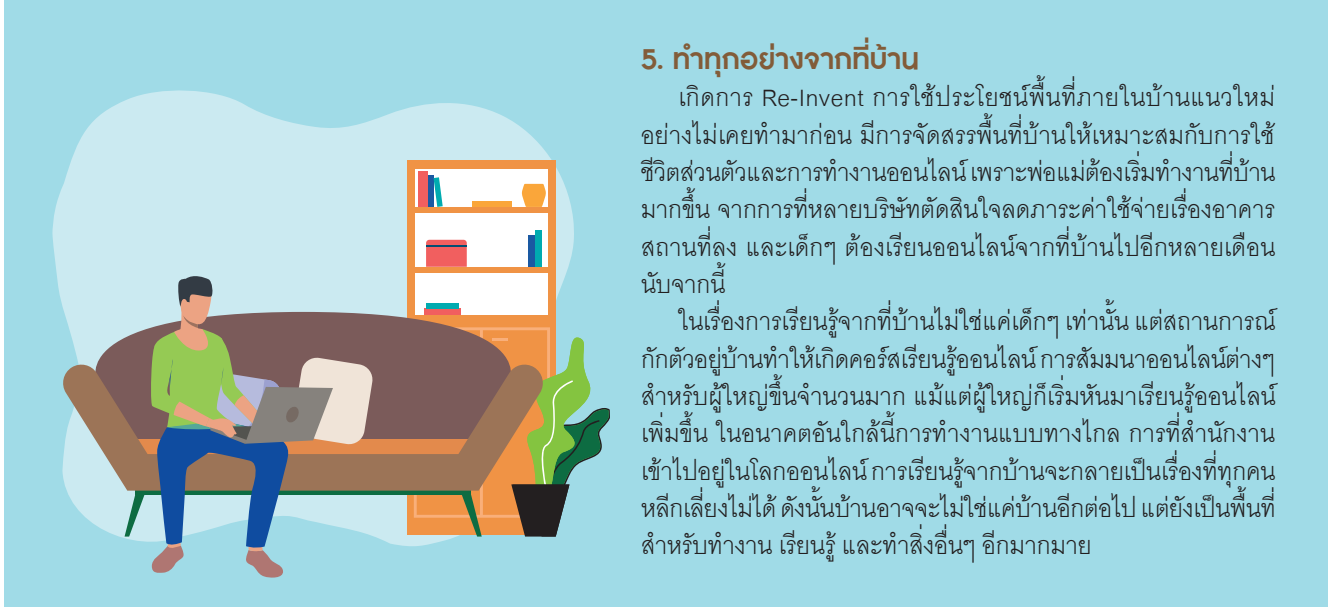 5. ทำทุกอย่างจากที่บ้าน
เกิดการ Re-Invent การใช้ประโยชน์พื้นที่ภายในบ้านแนวใหม่
อย่างไม่เคยทำมาก่อน มีการจัดสรรพื้นที่บ้านให้เหมาะสมกับการใช้
ชีวิตส่วนตัวและการทำงานออนไลน์ เพราะพ่อแม่ต้องเริ่มทำงานที่บ้าน
มากขึ้น จากการที่หลายบริษัทตัดสินใจลดภาระค่าใช้จ่ายเรื่องอาคาร
สถานที่ลง และเด็กๆ ต้องเรียนออนไลน์จากที่บ้านไปอีกหลายเดือน
นับจากนี้
ในเรื่องการเรียนรู้จากที่บ้านไม่ใช่แค่เด็กๆ เท่านั้น แต่สถานการณ์
กักตัวอยู่บ้านทำให้เกิดคอร์สเรียนรู้ออนไลน์ การสัมมนาออนไลน์ต่างๆ
สำหรับผู้ใหญ่ขึ้นจำนวนมาก แม้แต่ผู้ใหญ่ก็เริ่มหันมาเรียนรู้ออนไลน์
เพิ่มขึ้น ในอนาคตอันใกล้นี้การทำงานแบบทางไกล การที่สำนักงาน
เข้าไปอยู่ในโลกออนไลน์ การเรียนรู้จากบ้านจะกลายเป็นเรื่องที่ทุกคน
หลีกเลี่ยงไม่ได้ ดังนั้นบ้านอาจจะไม่ใช่แค่บ้านอีกต่อไป แต่ยังเป็นพื้นที่
สำหรับทำงาน เรียนรู้ และทำสิ่งอื่นๆ อีกมากมาย